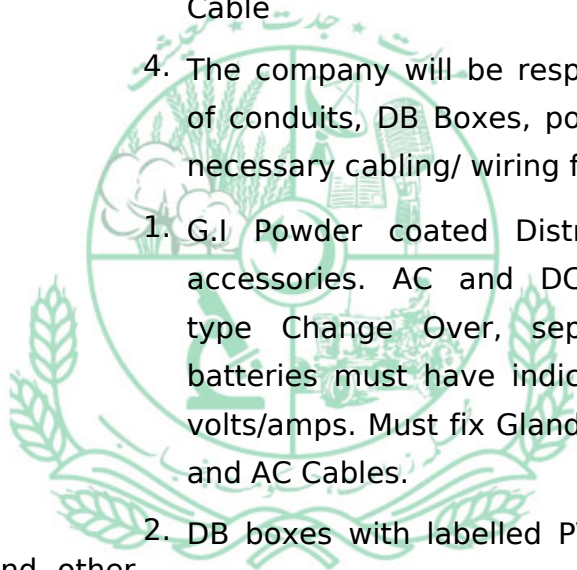 Cable
4. The company will be resp
of conduits, DB Boxes, po
necessary cabling/ wiring f
1. G.I Powder coated Distr
accessories. AC and DC
type Change Over, sep
batteries must have indic
volts/amps. Must fix Gland
and AC Cables.
2. DB boxes with labelled P
nd other